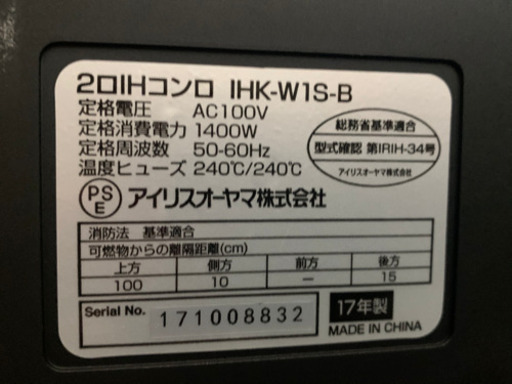 2口IHコンロ IHK-W1S-B
定格電圧 AC100V
定格消費電力 1400W
定格周波数 50-60Hz
温度ヒューズ 240℃/240℃
総務省基準適合
型式確認 第IRIH-34号
アイリスオーヤマ株式会社
PS
E
アイリスオーヤマ株式会社
消防法 基準適合
可燃物からの離隔距離(cm)
上方 側方 前方 後方
100 10 — 15
Serial No. 171008832
17年製
MADE IN CHINA